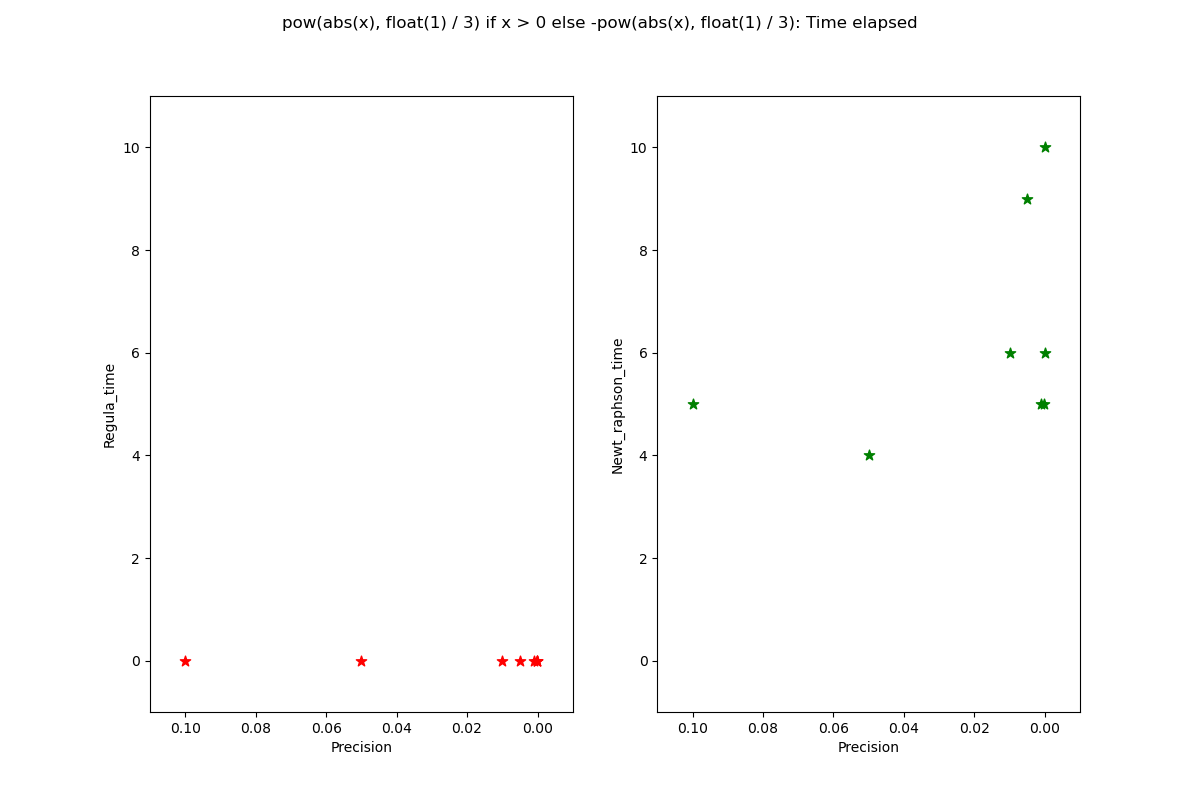 pow(abs(x), float(1) / 3) if x > 0 else -pow(abs(x), float(1) / 3): Time elapsed
10
8
6
4
2
0
Regula_time
0.10 0.08 0.06 0.04 0.02 0.00
Precision
10
8
6
4
2
0
Newt_raphson_time
0.10 0.08 0.06 0.04 0.02 0.00
Precision